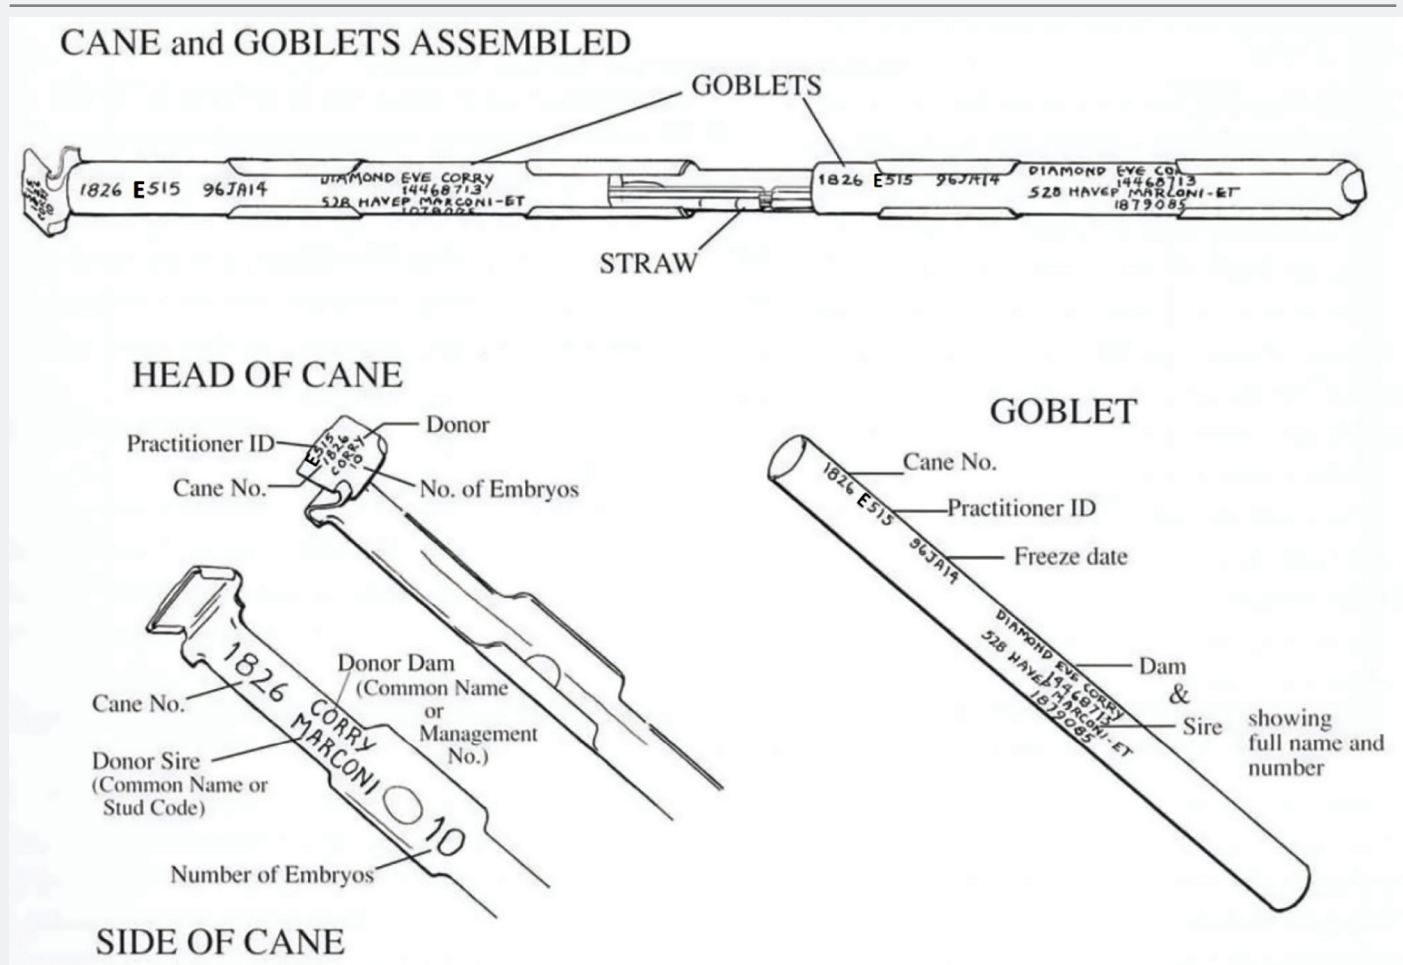 CANE and GOBLETS ASSEMBLED
GOBLETS
1826 E515 96JA14
DIAMOND EVE CORRY
14468713
528 HAVEP MARCONI-ET
1826 E515 96JA14
DIAMOND EVE CO
14468713
528 HAVEP MARCONI-ET
1879085
STRAW
HEAD OF CANE
Donor
Practitioner ID
E515
1826
CORRY
10
Cane No.
No. of Embryos
GOBLET
Cane No.
1826 E515 96JA14
Practitioner ID
Freeze date
DIAMOND EVE CORRY
14468713
528 HAVEP MARCONI-ET
1879085
Dam
&
Sire
showing
full name and
number
1826
CORRY
MARCONI
10
Donor Dam
(Common Name
or
Management
No.)
Cane No.
Donor Sire
(Common Name or
Stud Code)
Number of Embryos
SIDE OF CANE